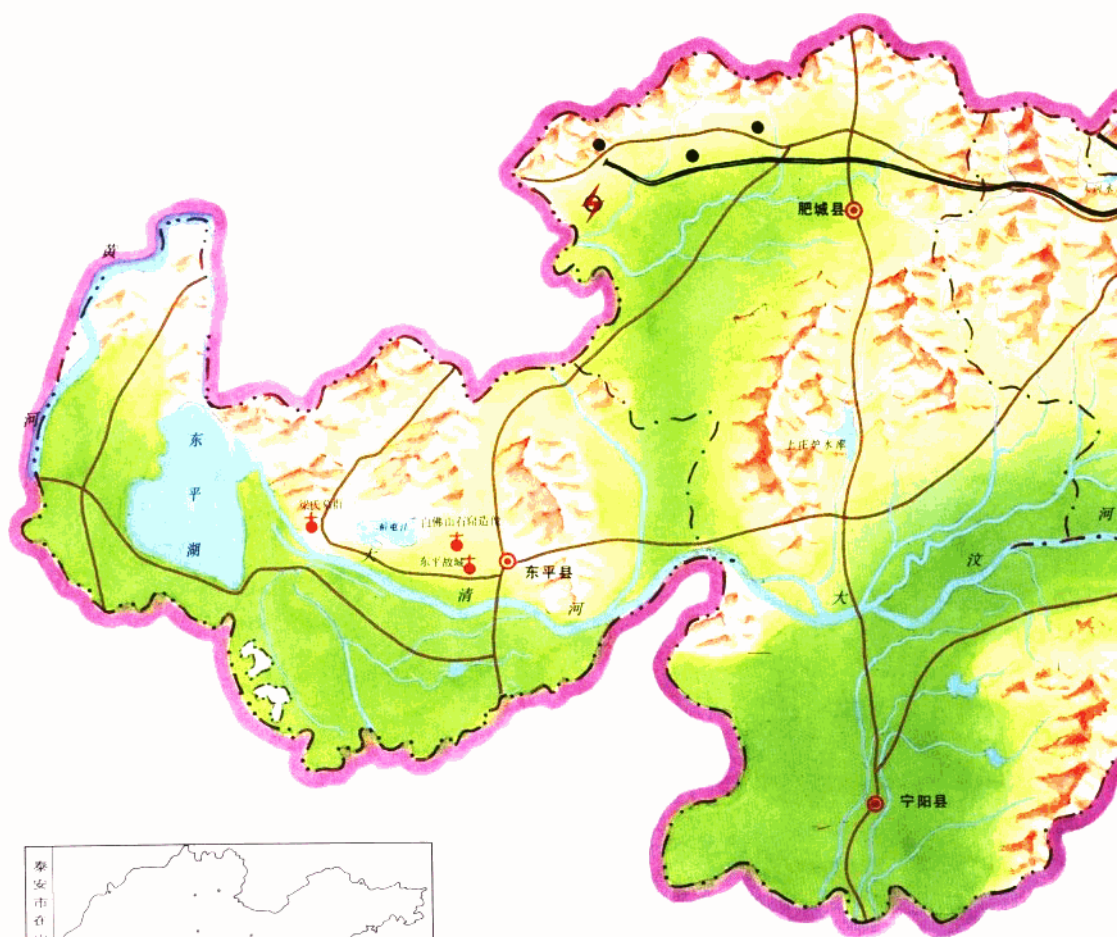 肥城县
黄
河
东
平
湖
上庄炉水库
白佛山石窟造像
东平故城
东平县
大
清
河
大
汶
河
宁阳县
泰
安
市
在